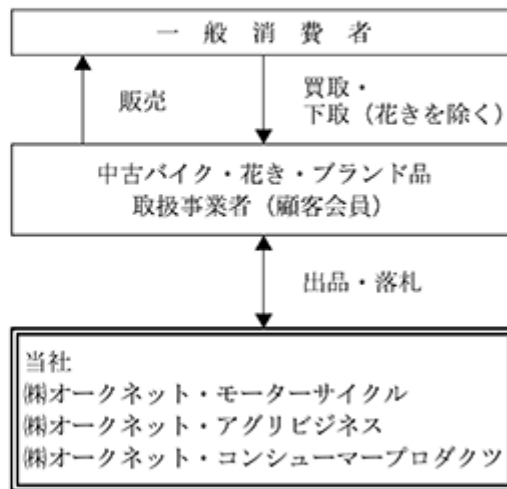 一般消費者
販売
買取・
下取（花きを除く）
中古バイク・花き・ブランド品
取扱事業者（顧客会員）
出品・落札
当社
㈱オークネット・モーターサイクル
㈱オークネット・アグリビジネス
㈱オークネット・コンシューマープロダクツ